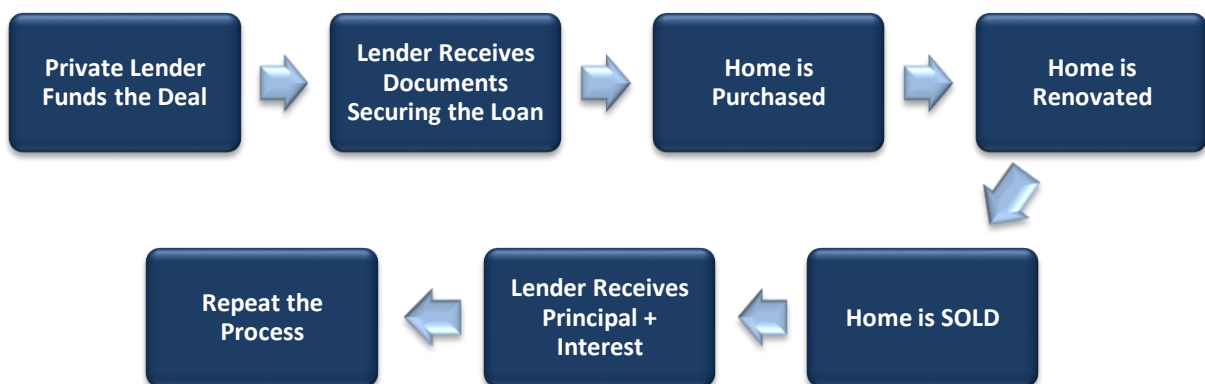 Private Lender
Funds the Deal
Lender Receives
Documents
Securing the Loan
Home is
Purchased
Home is
Renovated
Home is SOLD
Lender Receives
Principal +
Interest
Repeat the
Process